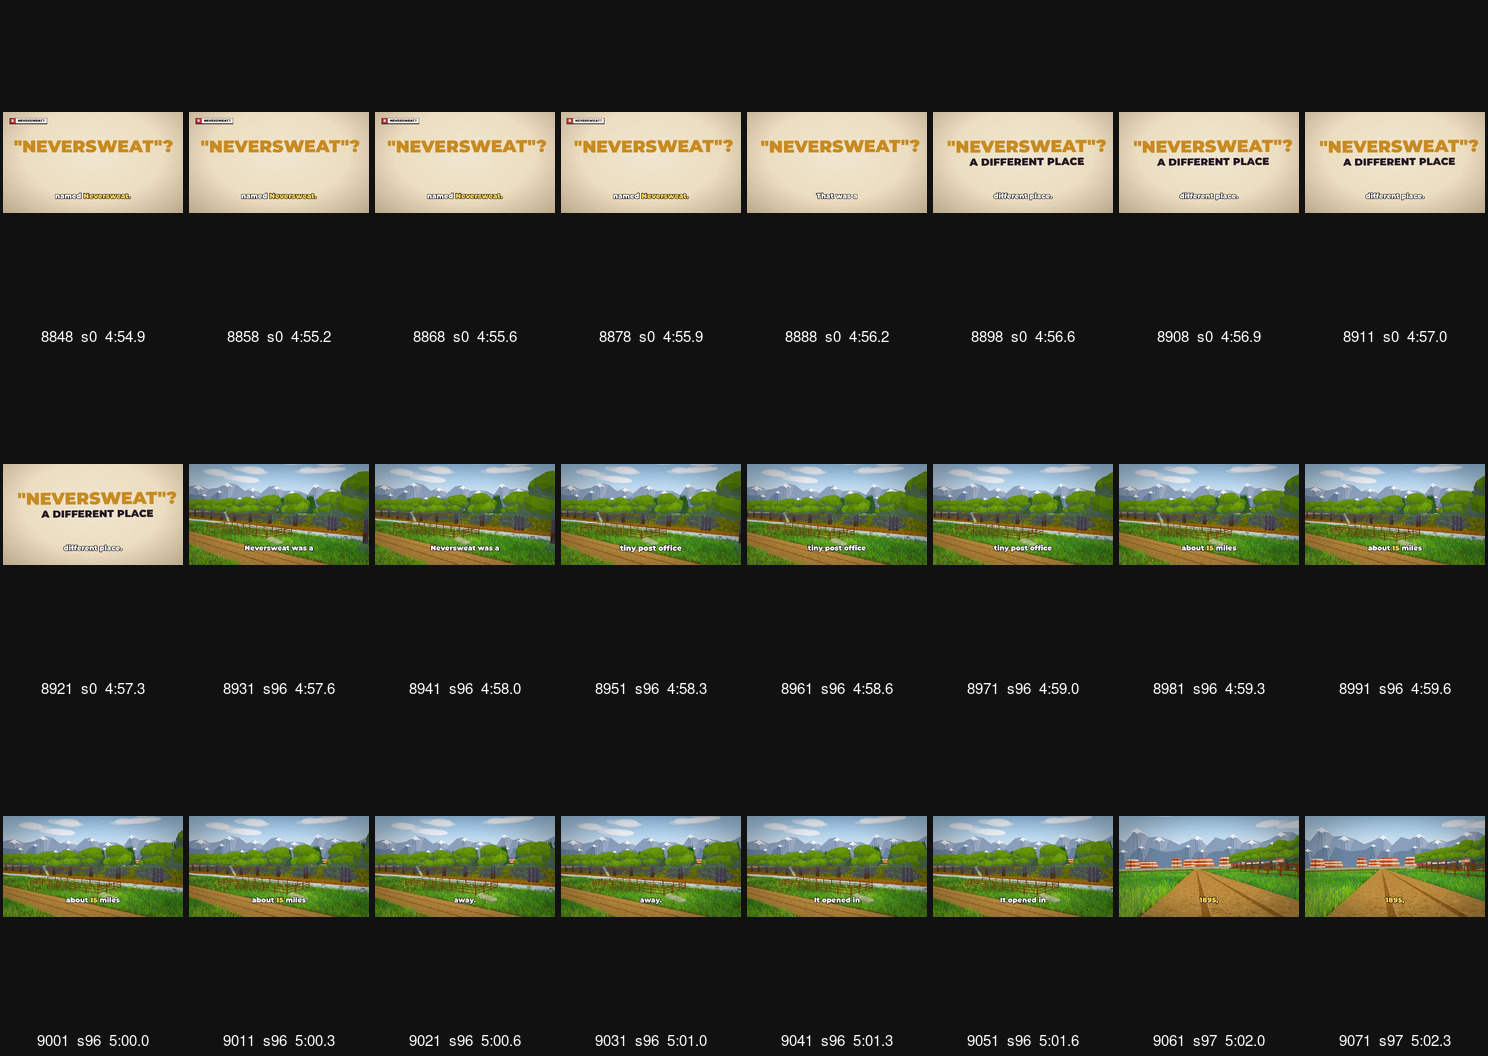 NEVERSWEAT?
NEVERSWEAT?
NEVERSWEAT?
NEVERSWEAT?
"NEVERSWEAT"?
"NEVERSWEAT"?
"NEVERSWEAT"?
"NEVERSWEAT"?
"NEVERSWEAT"?
"NEVERSWEAT"?
"NEVERSWEAT"?
"NEVERSWEAT"?
A DIFFERENT PLACE
A DIFFERENT PLACE
A DIFFERENT PLACE
named Neversweat.
named Neversweat.
named Neversweat.
named Neversweat.
That was a
different place.
different place.
different place.
8848 s0 4:54.9
8858 s0 4:55.2
8868 s0 4:55.6
8878 s0 4:55.9
8888 s0 4:56.2
8898 s0 4:56.6
8908 s0 4:56.9
8911 s0 4:57.0
"NEVERSWEAT"?
A DIFFERENT PLACE
different place.
Neversweat was a
Neversweat was a
tiny post office
tiny post office
tiny post office
about 15 miles
about 15 miles
8921 s0 4:57.3
8931 s96 4:57.6
8941 s96 4:58.0
8951 s96 4:58.3
8961 s96 4:58.6
8971 s96 4:59.0
8981 s96 4:59.3
8991 s96 4:59.6
about 15 miles
about 15 miles
away.
away.
It opened in
It opened in
1895,
1895,
9001 s96 5:00.0
9011 s96 5:00.3
9021 s96 5:00.6
9031 s96 5:01.0
9041 s96 5:01.3
9051 s96 5:01.6
9061 s97 5:02.0
9071 s97 5:02.3